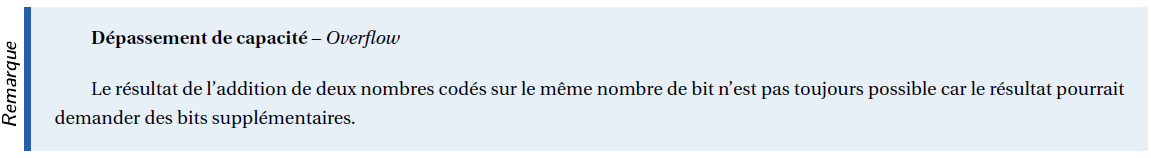 Remarque
Dépassement de capacité – Overflow
Le résultat de l’addition de deux nombres codés sur le même nombre de bit n’est pas toujours possible car le résultat pourrait
demander des bits supplémentaires.